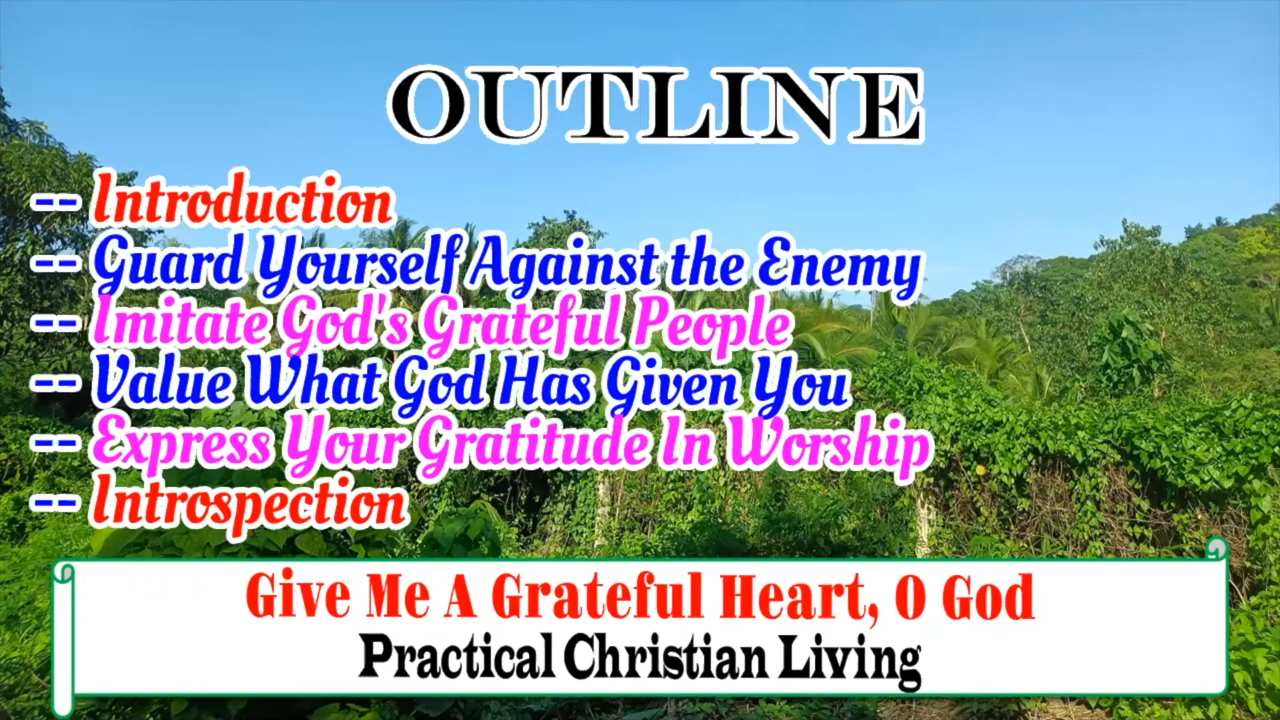 OUTLINE
-- Introduction
-- Guard Yourself Against the Enemy
-- Imitate God's Grateful People
-- Value What God Has Given You
-- Express Your Gratitude In Worship
-- Introspection
Give Me A Grateful Heart, O God
Practical Christian Living